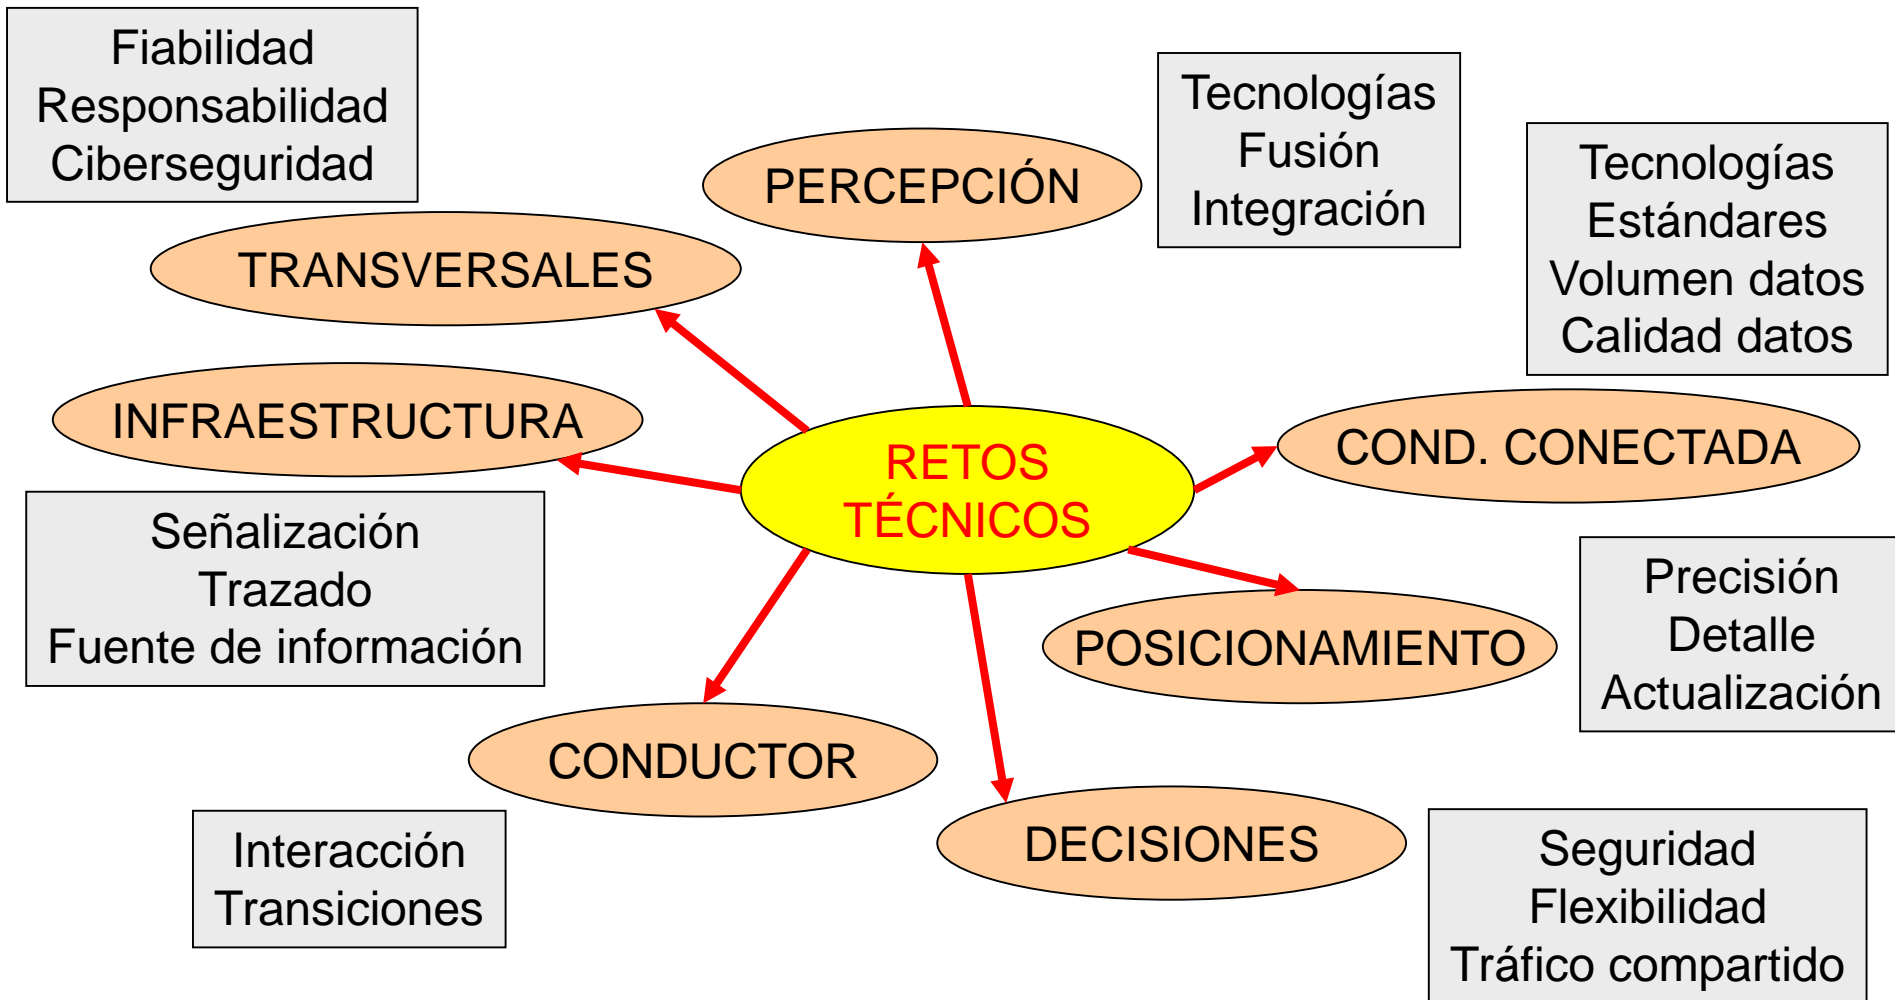 Fiabilidad
Responsabilidad
Ciberseguridad
TRANSVERSALES
PERCEPCIÓN
Tecnologías
Fusión
Integración
Tecnologías
Estándares
Volumen datos
Calidad datos
COND. CONECTADA
INFRAESTRUCTURA
Señalización
Trazado
Fuente de información
RETOS
TÉCNICOS
POSICIONAMIENTO
Precisión
Detalle
Actualización
CONDUCTOR
Interacción
Transiciones
DECISIONES
Seguridad
Flexibilidad
Tráfico compartido